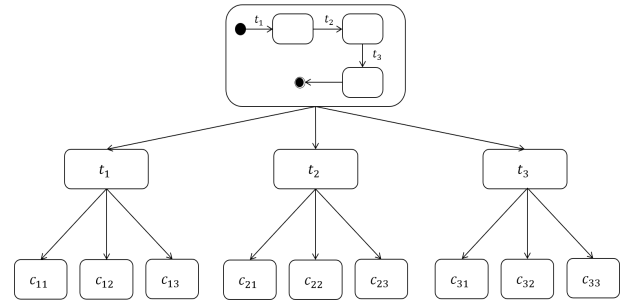 t₁ t₂
t₃
t₁ t₂ t₃
c₁₁ c₁₂ c₁₃ c₂₁ c₂₂ c₂₃ c₃₁ c₃₂ c₃₃